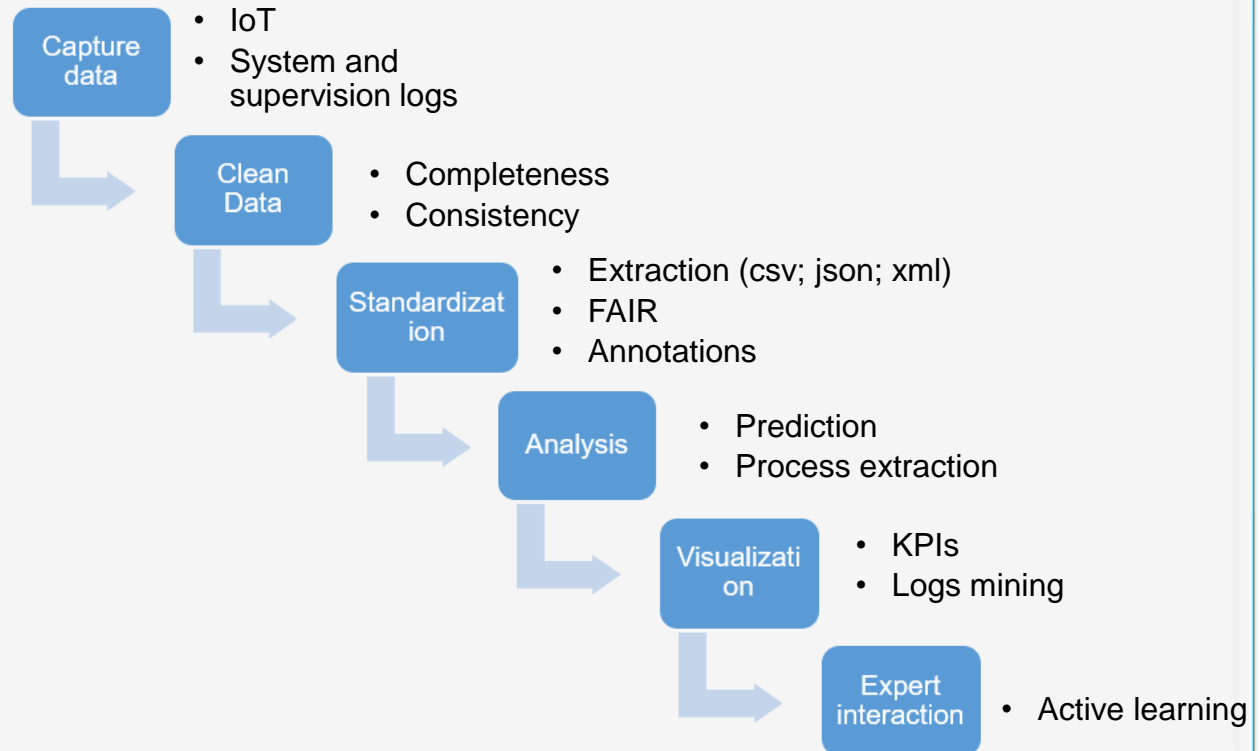 Capture
data
• IoT
• System and
supervision logs
Clean
Data
• Completeness
• Consistency
Standardizat
ion
• Extraction (csv; json; xml)
• FAIR
• Annotations
Analysis
• Prediction
• Process extraction
Visualizati
on
• KPIs
• Logs mining
Expert
interaction
• Active learning